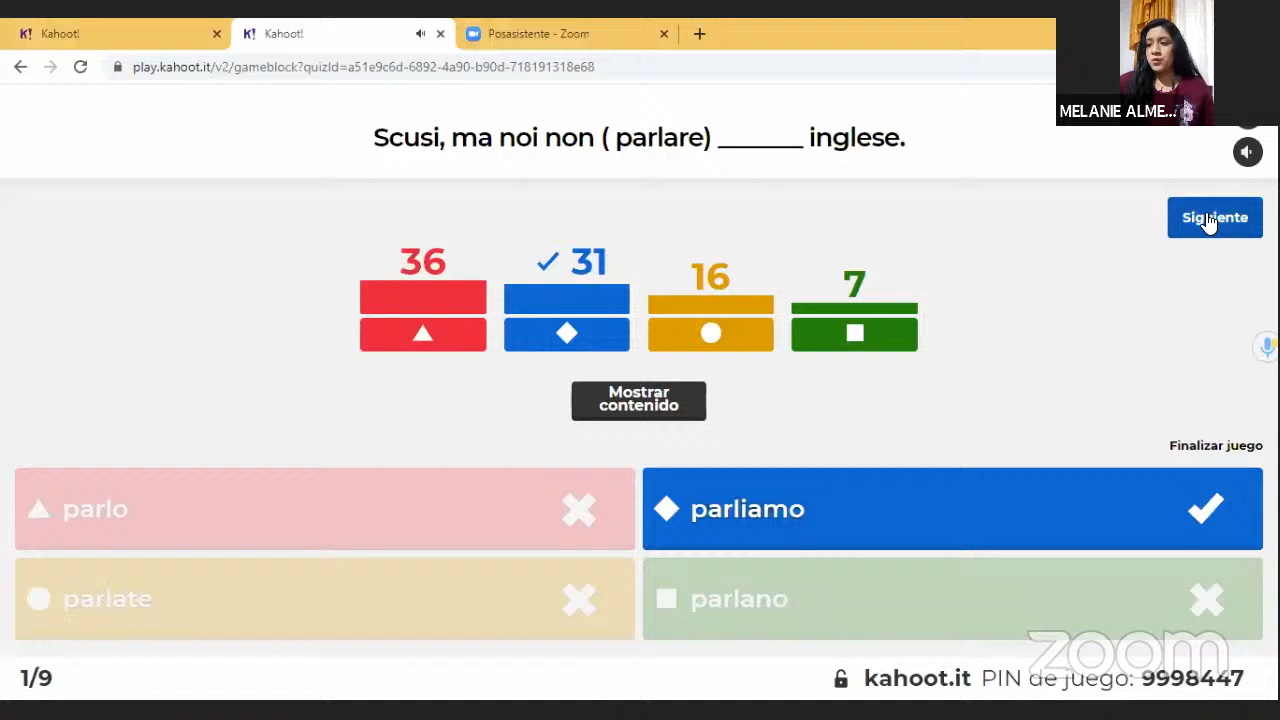 K! Kahoot!
K! Kahoot!
Posasistente - Zoom
play.kahoot.it/v2/gameblock?quizId=a51e9c6d-6892-4a90-b90d-718191318e68
MELANIE ALME...
Scusi, ma noi non ( parlare) _______ inglese.
Siguiente
36
31
16
7
Mostrar
contenido
Finalizar juego
parlo
parliamo
parlate
parlano
zoom
1/9
kahoot.it PIN de juego: 9998447